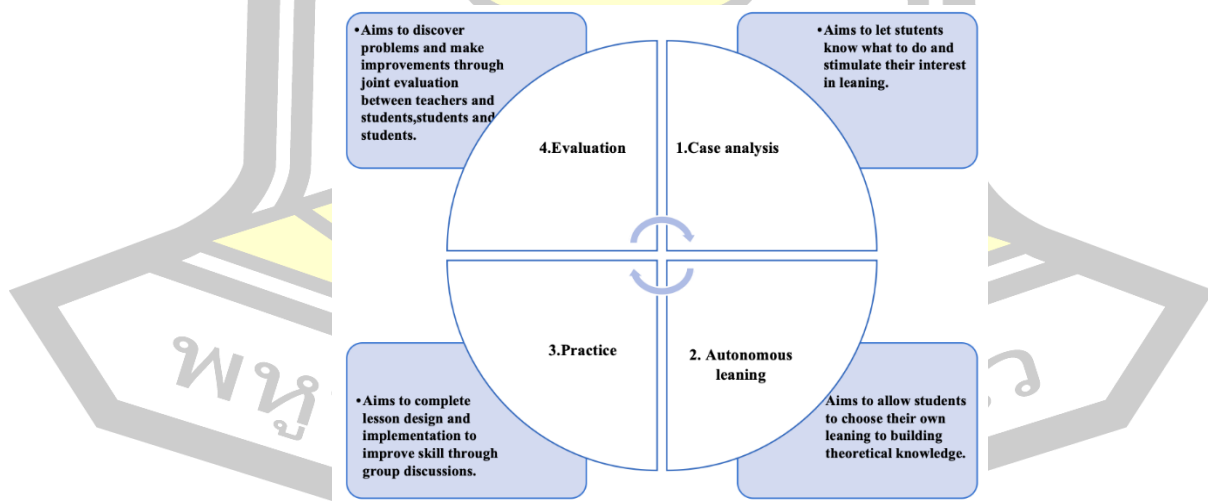 •Aims to discover
problems and make
improvements through
joint evaluation
between teachers and
students,students and
students.
•Aims to let stutents
know what to do and
stimulate their interest
in leaning.
4.Evaluation
1.Case analysis
3.Practice
2. Autonomous
leaning
•Aims to complete
lesson design and
implementation to
improve skill through
group discussions.
Aims to allow students
to choose their own
leaning to building
theoretical knowledge.
พหู